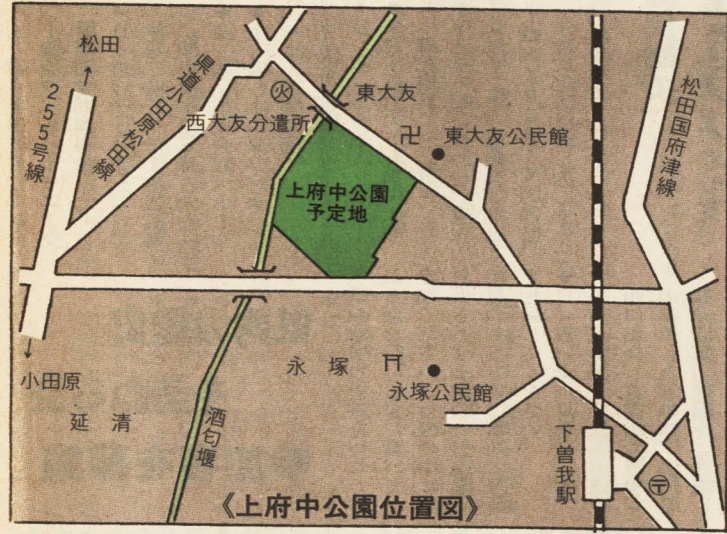 松田
↑
255号線
県道小田原松田線
㊋
西大友分遣所
東大友
卍
東大友公民館
松田国府津線
上府中公園
予定地
↓
小田原
延清
酒匂堰
永塚
永塚公民館
下曽我駅
〶
《上府中公園位置図》